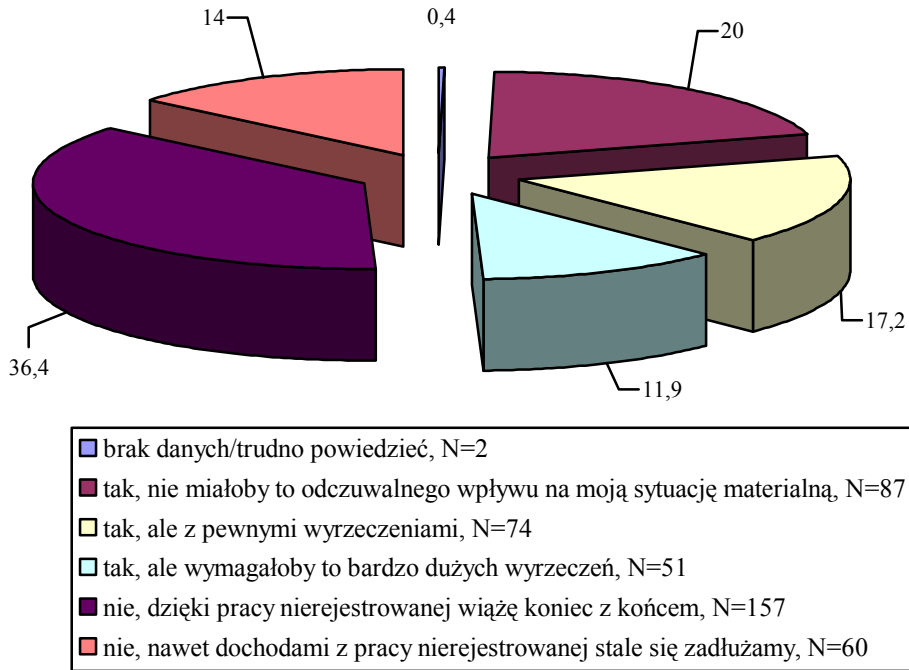 14
0,4
20
36,4
11,9
17,2
brak danych/trudno powiedzieć, N=2
tak, nie miałoby to odczuwalnego wpływu na moją sytuację materialną, N=87
tak, ale z pewnymi wyrzeczeniami, N=74
tak, ale wymagałoby to bardzo dużych wyrzeczeń, N=51
nie, dzięki pracy nierejestrowanej wiążę koniec z końcem, N=157
nie, nawet dochodami z pracy nierejestrowanej stale się zadłużamy, N=60